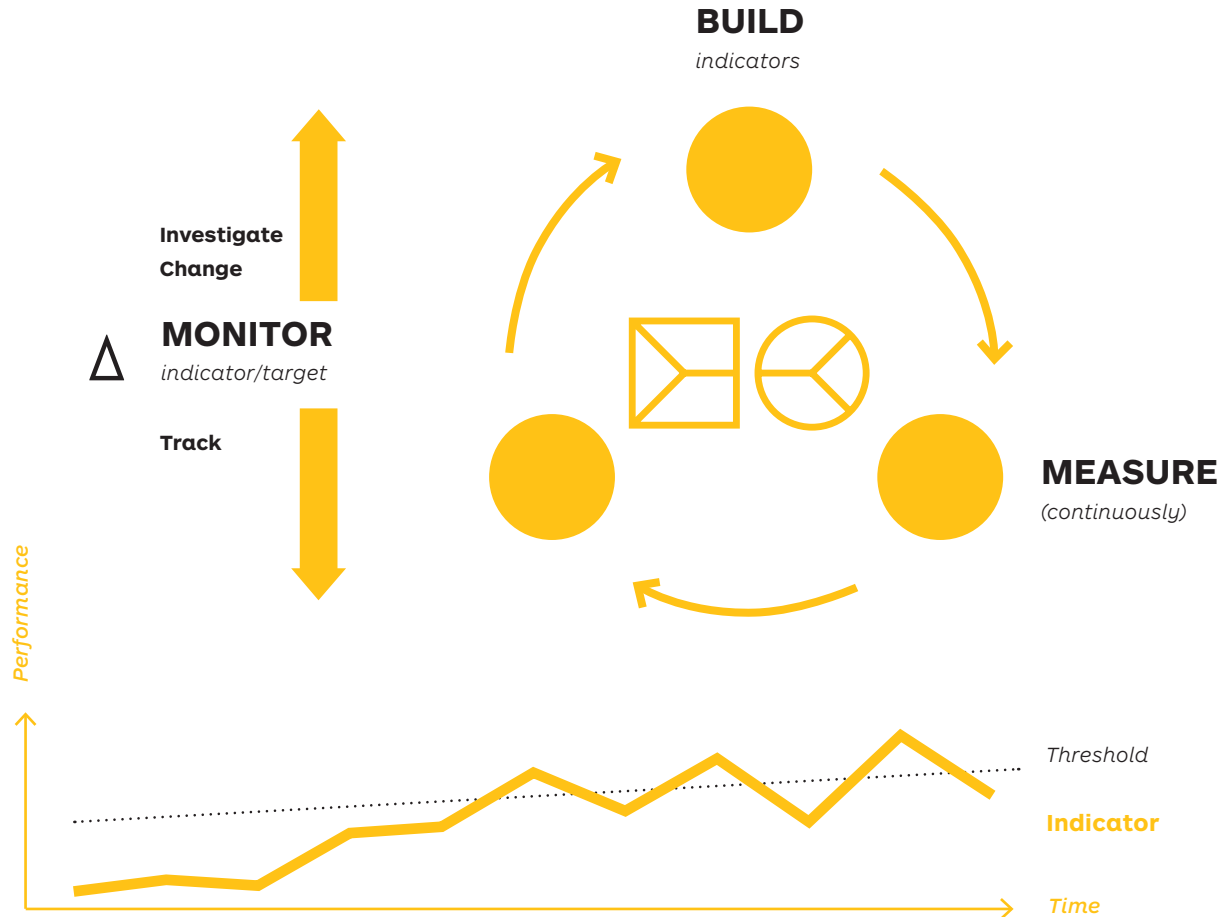 BUILD
indicators
Investigate
Change
MONITOR
Δ
indicator/target
Track
MEASURE
(continuously)
Performance
Threshold
Indicator
Time